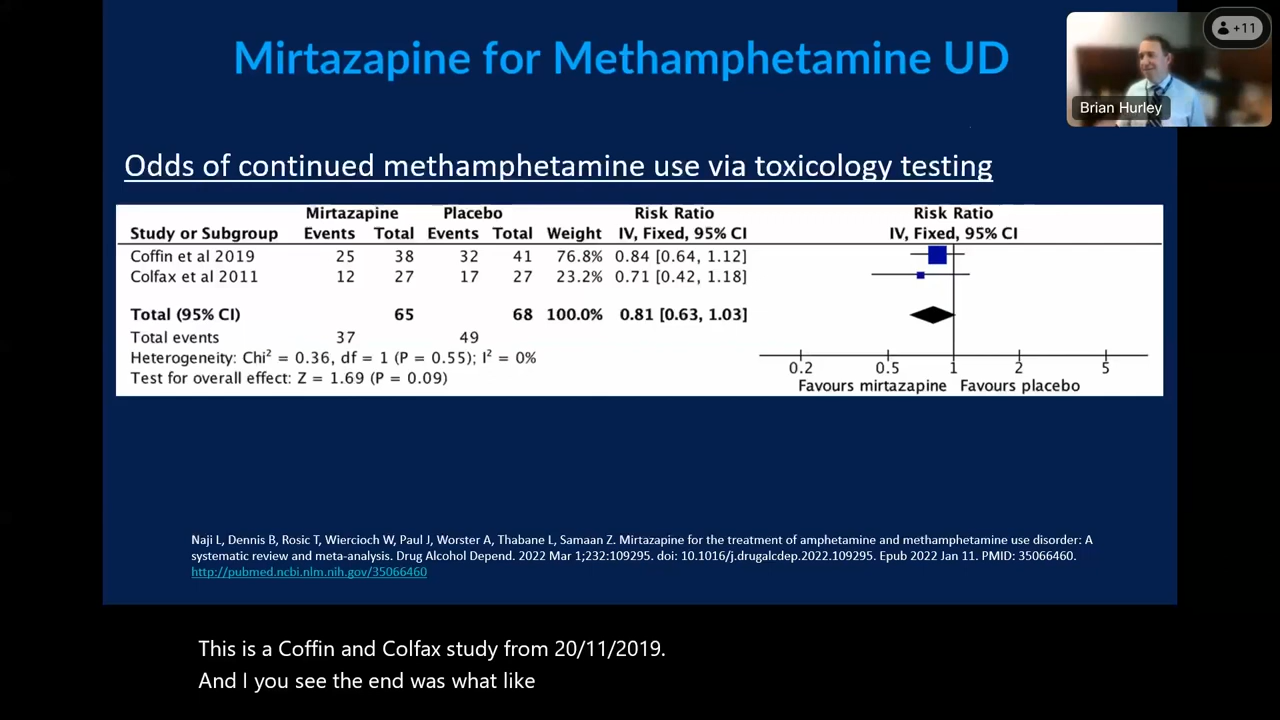 Mirtazapine for Methamphetamine UD
+11
Brian Hurley
Odds of continued methamphetamine use via toxicology testing
Mirtazapine Placebo Risk Ratio Risk Ratio
Study or Subgroup Events Total Events Total Weight IV, Fixed, 95% CI IV, Fixed, 95% CI
Coffin et al 2019 25 38 32 41 76.8% 0.84 [0.64, 1.12]
Colfax et al 2011 12 27 17 27 23.2% 0.71 [0.42, 1.18]
Total (95% CI) 65 68 100.0% 0.81 [0.63, 1.03]
Total events 37 49
Heterogeneity: Chi² = 0.36, df = 1 (P = 0.55); I² = 0%
Test for overall effect: Z = 1.69 (P = 0.09)
0.2 0.5 1 2 5
Favours mirtazapine Favours placebo
Naji L, Dennis B, Rosic T, Wiercioch W, Paul J, Worster A, Thabane L, Samaan Z. Mirtazapine for the treatment of amphetamine and methamphetamine use disorder: A
systematic review and meta-analysis. Drug Alcohol Depend. 2022 Mar 1;232:109295. doi: 10.1016/j.drugalcdep.2022.109295. Epub 2022 Jan 11. PMID: 35066460.
http://pubmed.ncbi.nlm.nih.gov/35066460
This is a Coffin and Colfax study from 20/11/2019.
And I you see the end was what like